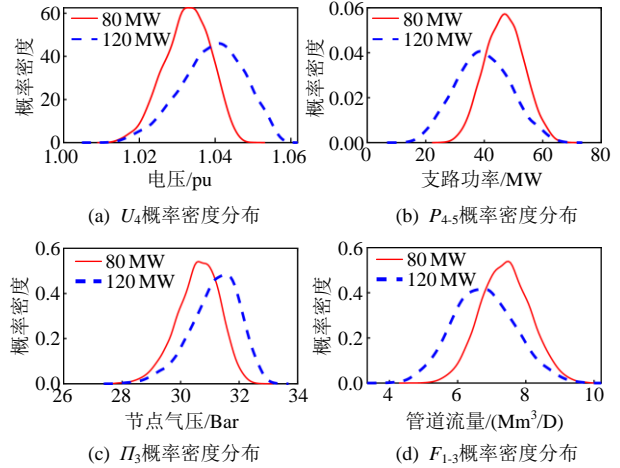 概率密度
60
40
20
0
80 MW
120 MW
1.00
1.02
1.04
1.06
电压/pu
(a) U4概率密度分布
概率密度
0.06
0.04
0.02
0.00
80 MW
120 MW
0
20
40
60
80
支路功率/MW
(b) P4-5概率密度分布
概率密度
0.6
0.4
0.2
0.0
80 MW
120 MW
26
28
30
32
34
节点气压/Bar
(c) Π3概率密度分布
概率密度
0.6
0.4
0.2
0.0
80 MW
120 MW
4
6
8
10
管道流量/(Mm³/D)
(d) F1-3概率密度分布